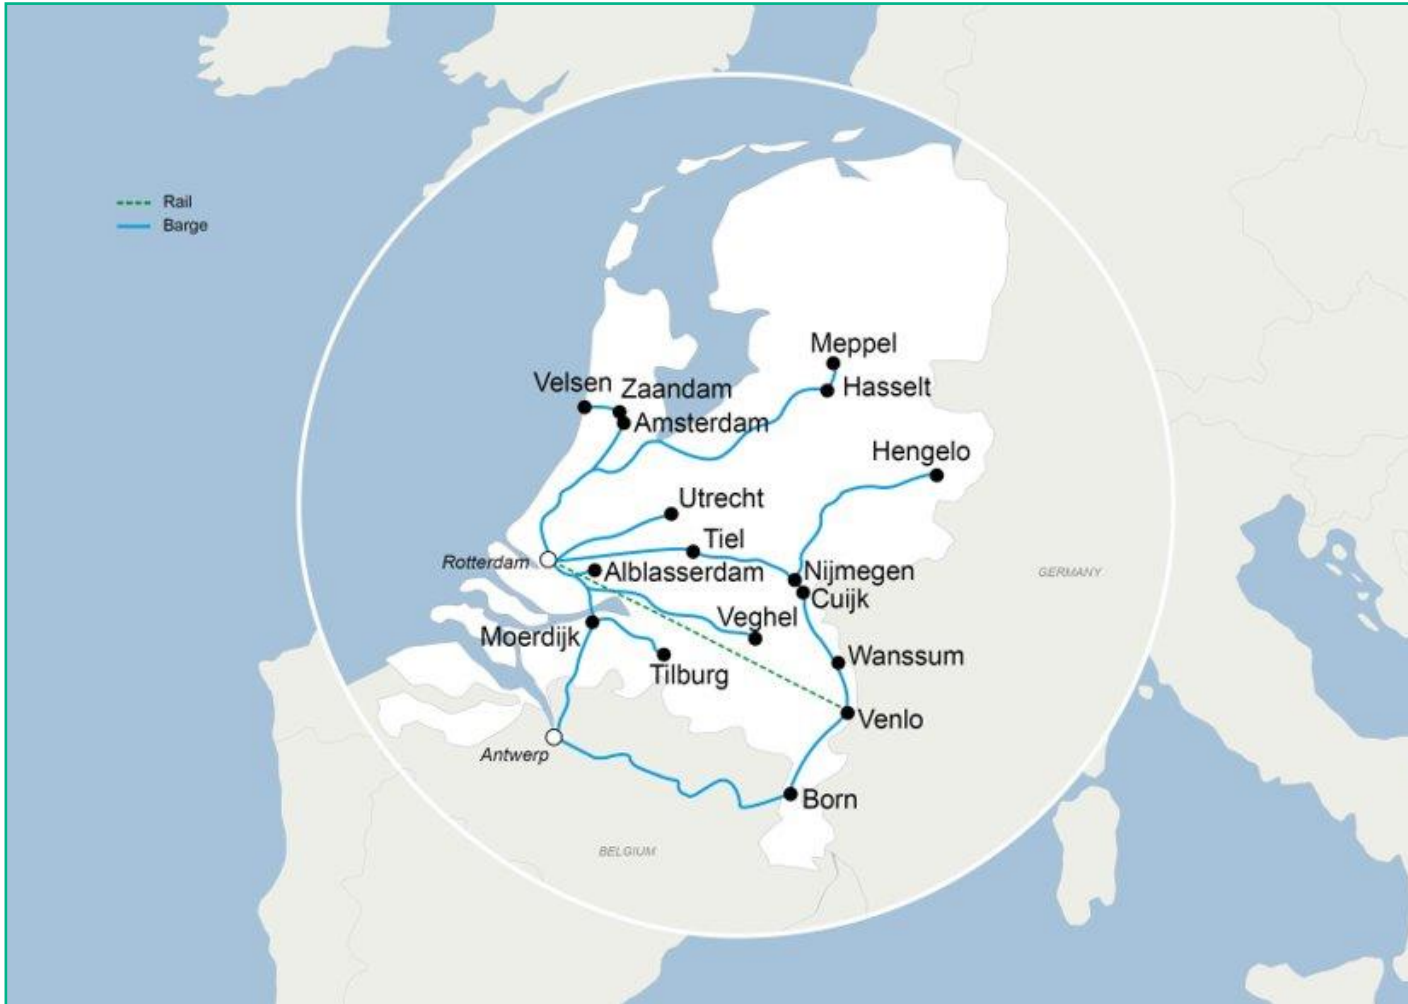 Rail
Barge
Meppel
Velsen
Zaandam
Hasselt
Amsterdam
Hengelo
Utrecht
Tiel
Rotterdam
Alblasserdam
Nijmegen
GERMANY
Cuijk
Veghel
Moerdijk
Wanssum
Tilburg
Venlo
Antwerp
Born
BELGIUM